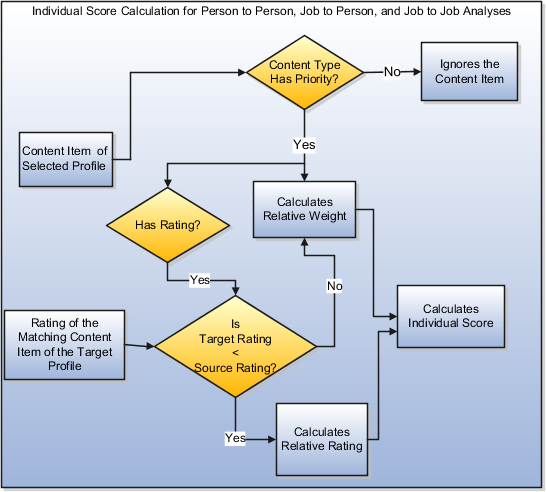 Individual Score Calculation for Person to Person, Job to Person, and Job to Job Analyses
Content Type
Has Priority?
No
Ignores the
Content Item
Content Item of
Selected Profile
Yes
Has Rating?
Calculates
Relative Weight
Yes
No
Rating of the
Matching Content
Item of the Target
Profile
Is
Target Rating
<
Source Rating?
Calculates
Individual Score
Yes
Calculates
Relative Rating